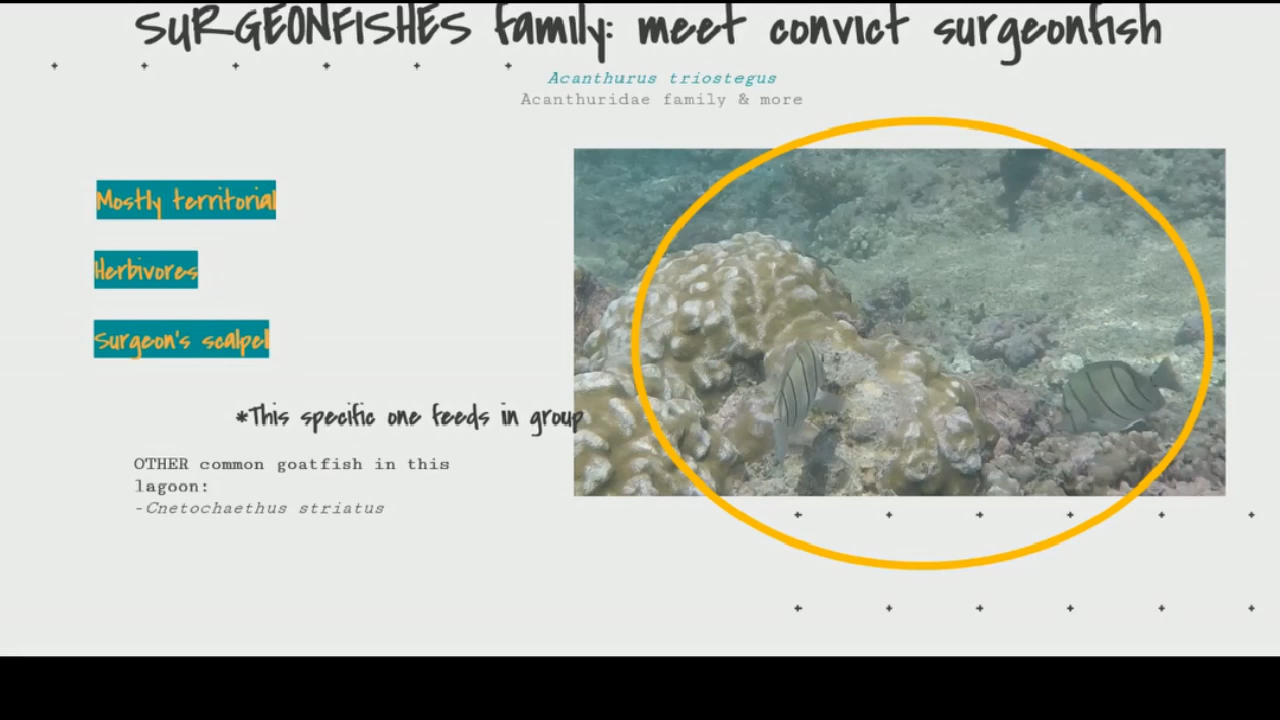 SURGEONFISHES family: meet convict surgeonfish
Acanthurus triostegus
Acanthuridae family & more
Mostly territorial
Herbivores
Surgeon's scalpel
*This specific one feeds in group
OTHER common goatfish in this
lagoon:
-Cnetochaethus striatus